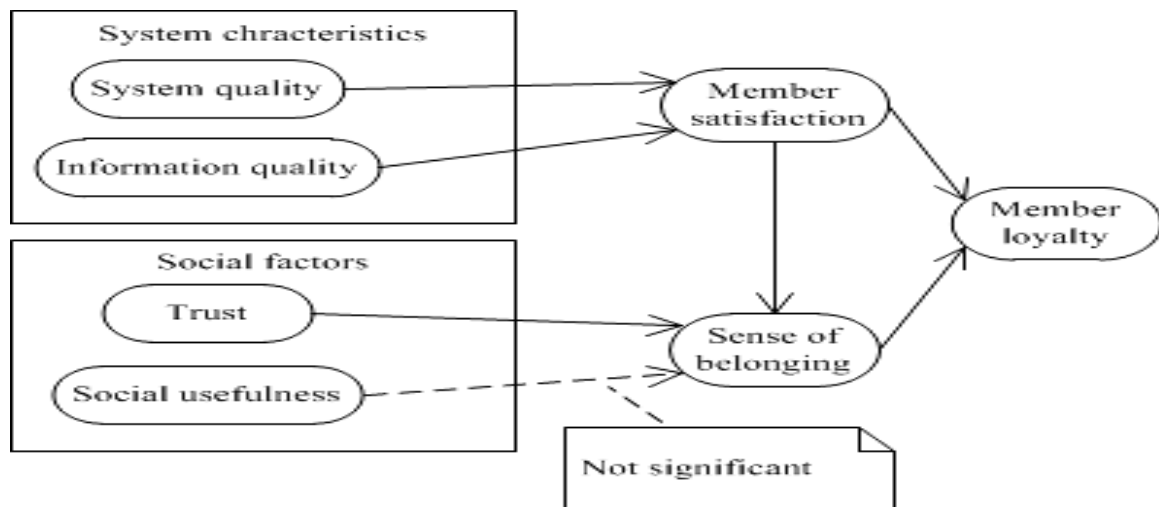 System chracteristics
System quality
Information quality
Member
satisfaction
Member
loyalty
Social factors
Trust
Social usefulness
Sense of
belonging
Not significant